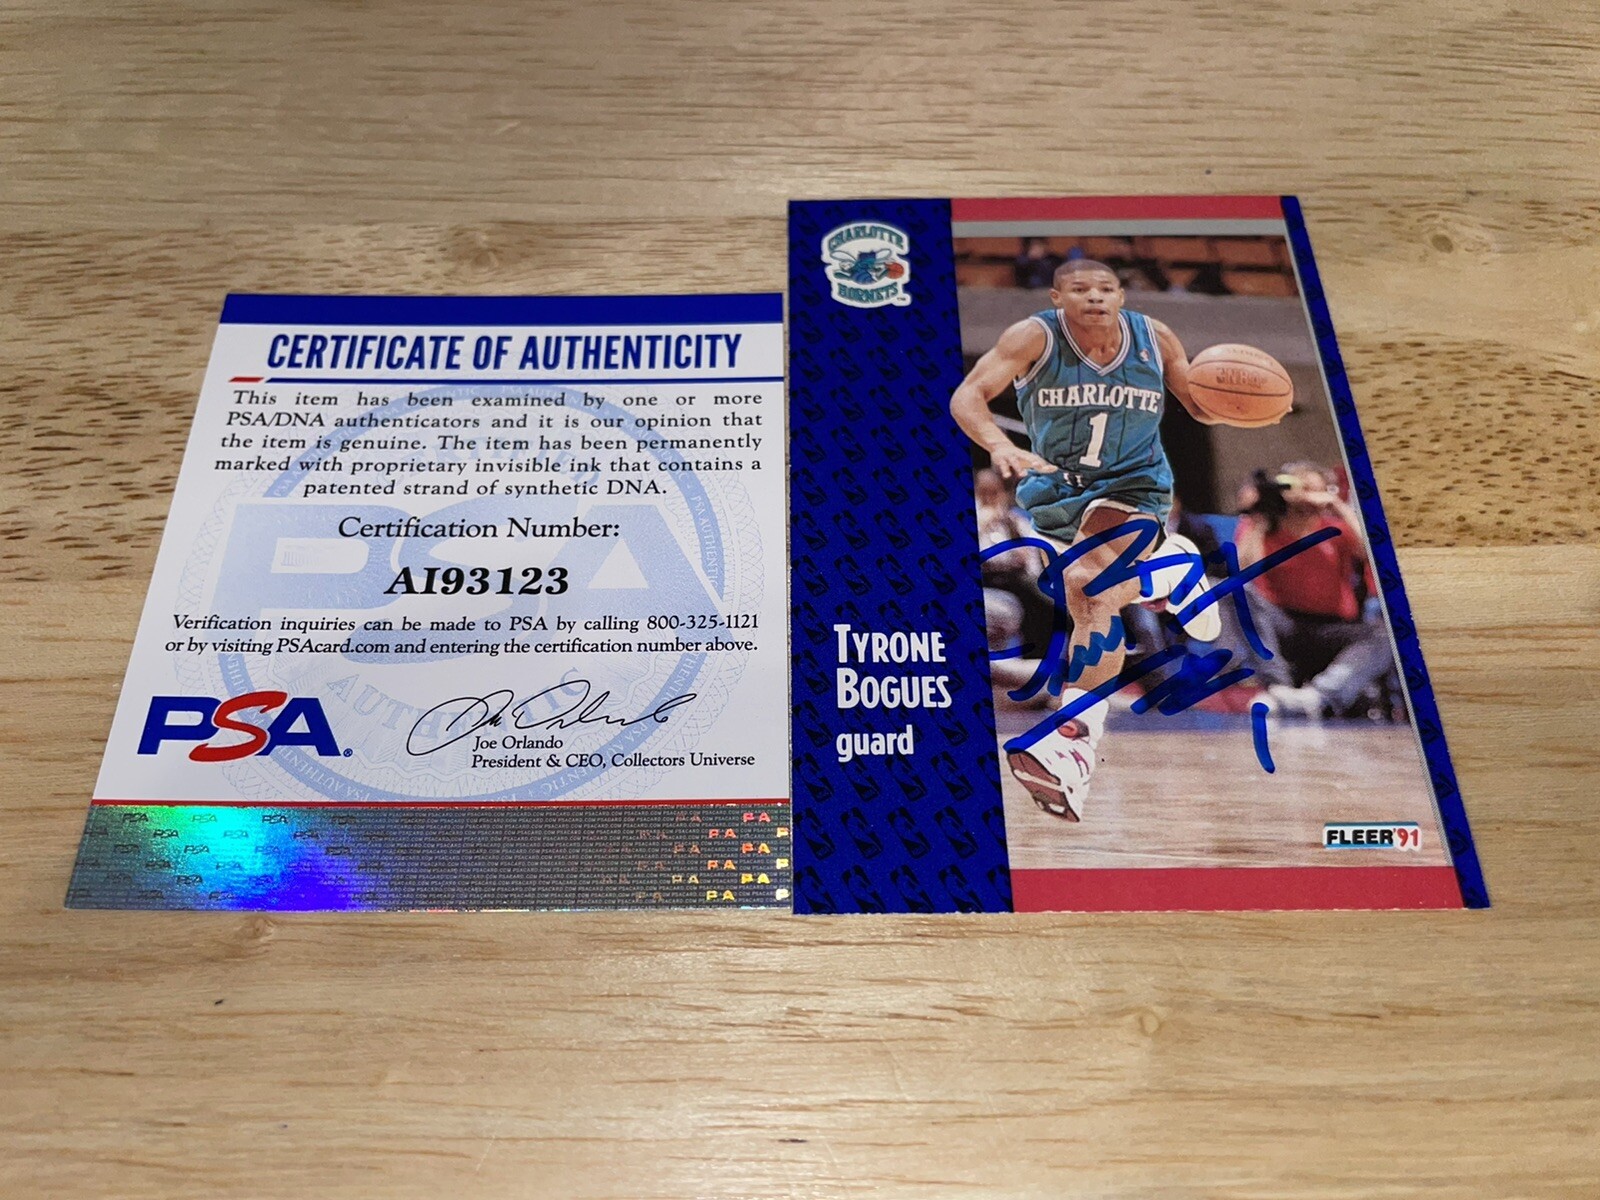 CERTIFICATE OF AUTHENTICITY
This item has been examined by one or more
PSA/DNA authenticators and it is our opinion that
the item is genuine. The item has been permanently
marked with proprietary invisible ink that contains a
patented strand of synthetic DNA.
Certification Number:
AI93123
Verification inquiries can be made to PSA by calling 800-325-1121
or by visiting PSAcard.com and entering the certification number above.
PSA®
Joe Orlando
President & CEO, Collectors Universe
CHARLOTTE
HORNETS
CHARLOTTE
1
TYRONE
BOGUES
guard
1
FLEER '91